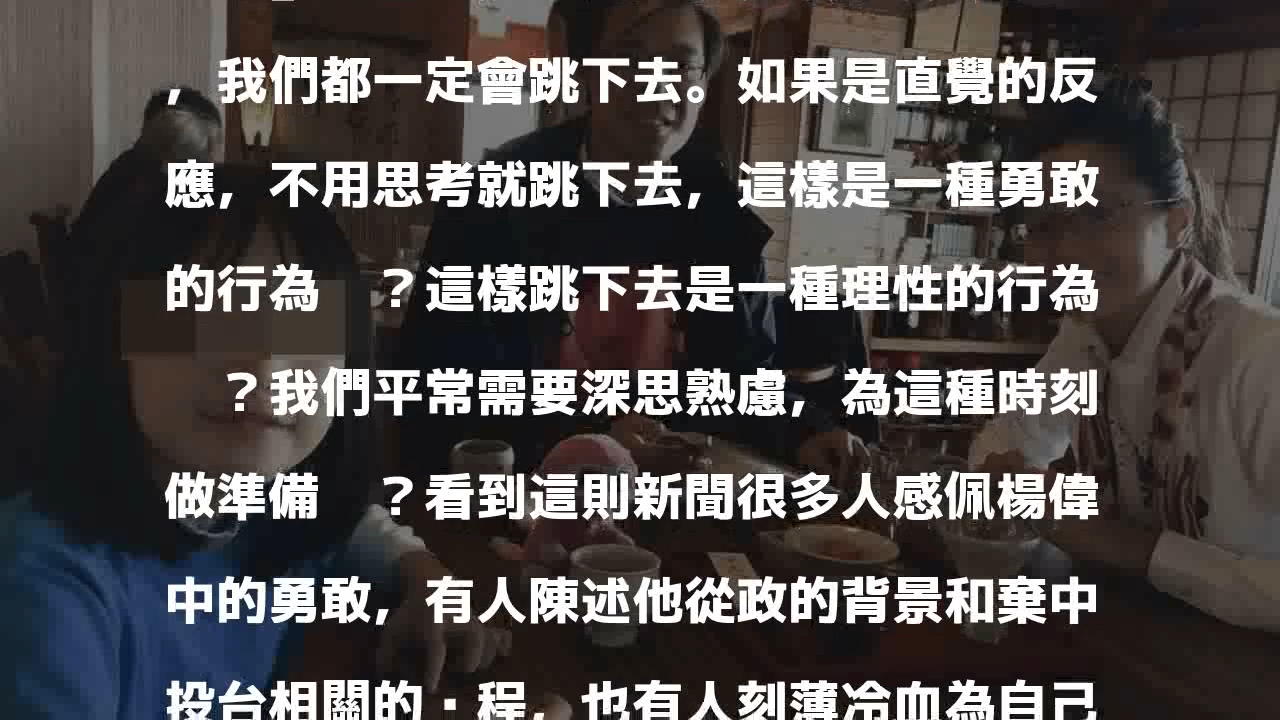 ，我們都一定會跳下去。如果是直覺的反
應，不用思考就跳下去，這樣是一種勇敢
的行為　？這樣跳下去是一種理性的行為
　？我們平常需要深思熟慮，為這種時刻
做準備　？看到這則新聞很多人感佩楊偉
中的勇敢，有人陳述他從政的背景和棄中
投台相關的·程，也有人刻薄冷血為自己